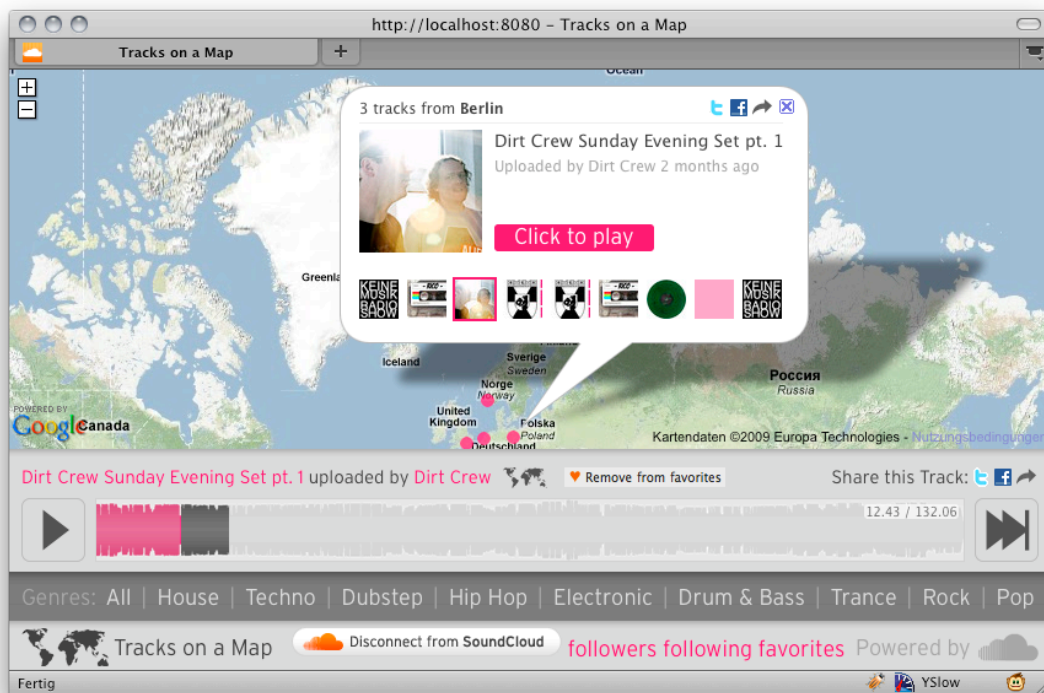 http://localhost:8080 – Tracks on a Map
Tracks on a Map
+
Ocean
+
−
3 tracks from Berlin
Dirt Crew Sunday Evening Set pt. 1
Uploaded by Dirt Crew 2 months ago
Click to play
KEINE MUSIK RADIO SHOW
KEINE MUSIK RADIO SHOW
Iceland
Sverige
Sweden
Norge
Norway
United
Kingdom
Polska
Poland
Deutschland
Россия
Russia
POWERED BY
Google
Canada
Kartendaten ©2009 Europa Technologies - Nutzungsbedingungen
Dirt Crew Sunday Evening Set pt. 1 uploaded by Dirt Crew
Remove from favorites
Share this Track:
12.43 / 132.06
Genres: All | House | Techno | Dubstep | Hip Hop | Electronic | Drum & Bass | Trance | Rock | Pop
Tracks on a Map
Disconnect from SoundCloud
followers following favorites
Powered by
Fertig
YSlow